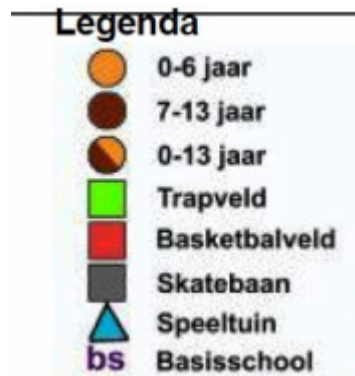 Legenda
0-6 jaar
7-13 jaar
0-13 jaar
Trapveld
Basketbalveld
Skatebaan
Speeltuin
bs Basisschool